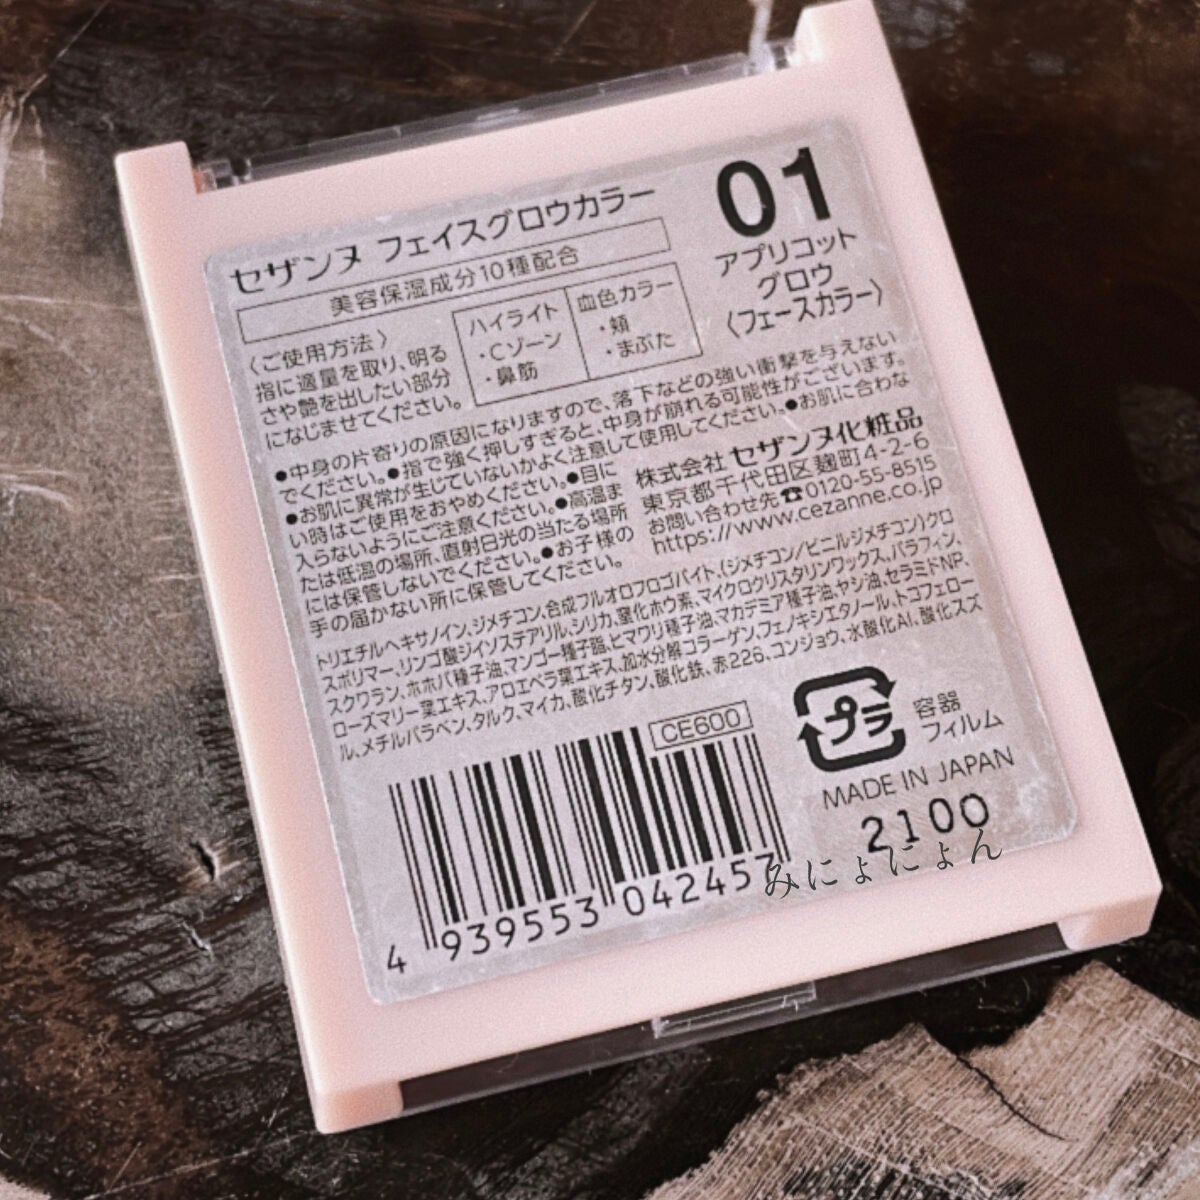 セザンヌ フェイスグロウカラー
美容保湿成分10種配合
〈ご使用方法〉
指に適量を取り、明る
さや艶を出したい部分
になじませてください。
ハイライト
・Cゾーン
・鼻筋
血色カラー
・頬
・まぶた
01
アプリコット
グロウ
〈フェースカラー〉
●中身の片寄りの原因になりますので、落下などの強い衝撃を与えない
でください。●指で強く押しすぎると、中身が崩れる可能性がございます。
●お肌に異常が生じていないかよく注意して使用してください。●お肌に合わな
い時はご使用をおやめください。●目に
入らないようにご注意ください。●高温ま
たは低温の場所、直射日光の当たる場所
には保管しないでください。●お子様の
手の届かない所に保管してください。
株式会社 セザンヌ化粧品
東京都千代田区麹町4-2-6
お問い合わせ先☎0120-55-8515
https://www.cezanne.co.jp
トリエチルヘキサノイン、ジメチコン、合成フルオロフロゴパイト、(ジメチコン/ビニルジメチコン)クロ
スポリマー、リンゴ酸ジイソステアリル、シリカ、窒化ホウ素、マイクロクリスタリンワックス、パラフィン、
スクワラン、ホホバ種子油、マンゴー種子脂、ヒマワリ種子油、マカデミア種子油、ヤシ油、セラミドNP、
ローズマリー葉エキス、アロエベラ葉エキス、加水分解コラーゲン、フェノキシエタノール、トコフェロー
ル、メチルパラベン、タルク、マイカ、酸化チタン、酸化鉄、赤226、コンジョウ、水酸化Al、酸化スズ
CE600
プラ
容器
フィルム
MADE IN JAPAN
2100
4 939553 042457
みにょにょん